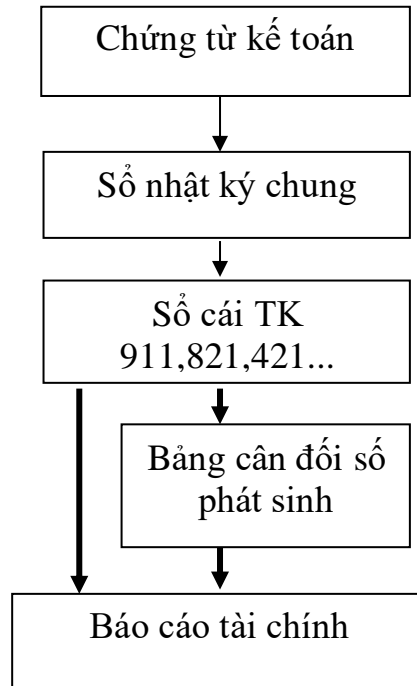 Chứng từ kế toán
Sổ nhật ký chung
Sổ cái TK
911,821,421...
Bảng cân đối số
phát sinh
Báo cáo tài chính